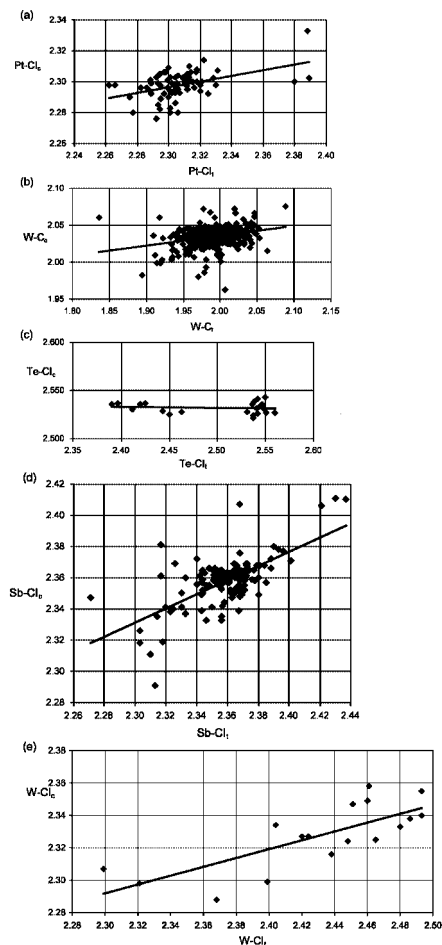 (a)
2.34
Pt-Clc
2.32
2.30
2.28
2.26
2.24 2.26 2.28 2.30 2.32 2.34 2.36 2.38 2.40
Pt-Clt
(b)
2.10
W-Cc
2.05
2.00
1.95
1.80 1.85 1.90 1.95 2.00 2.05 2.10 2.15
W-Ct
(c)
2.600
Te-Clc
2.550
2.500
2.40 2.45 2.50 2.55 2.60
Te-Clt
(d)
2.42
2.40
2.38
Sb-Clc
2.36
2.34
2.32
2.30
2.28
2.26 2.28 2.30 2.32 2.34 2.36 2.38 2.40 2.42 2.44
Sb-Clt
(e)
2.38
W-Clc
2.36
2.34
2.32
2.30
2.28
2.28 2.30 2.32 2.34 2.36 2.38 2.40 2.42 2.44 2.46 2.48 2.50
W-Clt